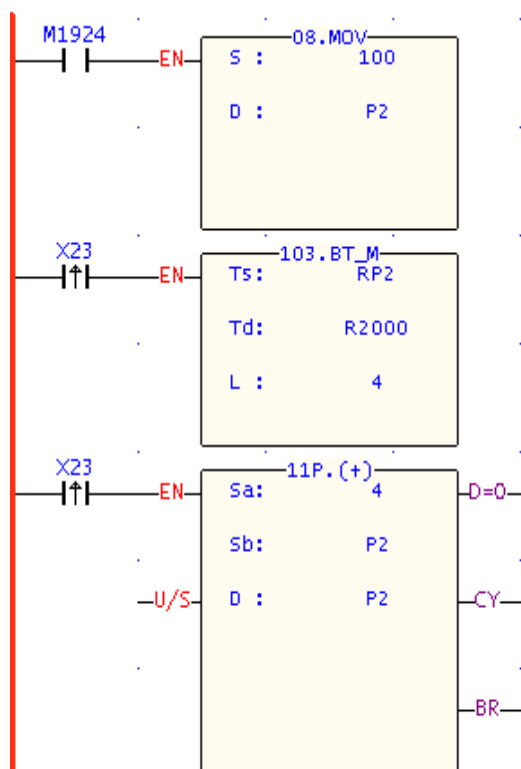 M1924
08.MOV
EN S : 100
D : P2
X23
103.BT_M
EN Ts: RP2
Td: R2000
L : 4
X23
11P.(+)
EN Sa: 4 D=0
Sb: P2
U/S D : P2 CY
BR